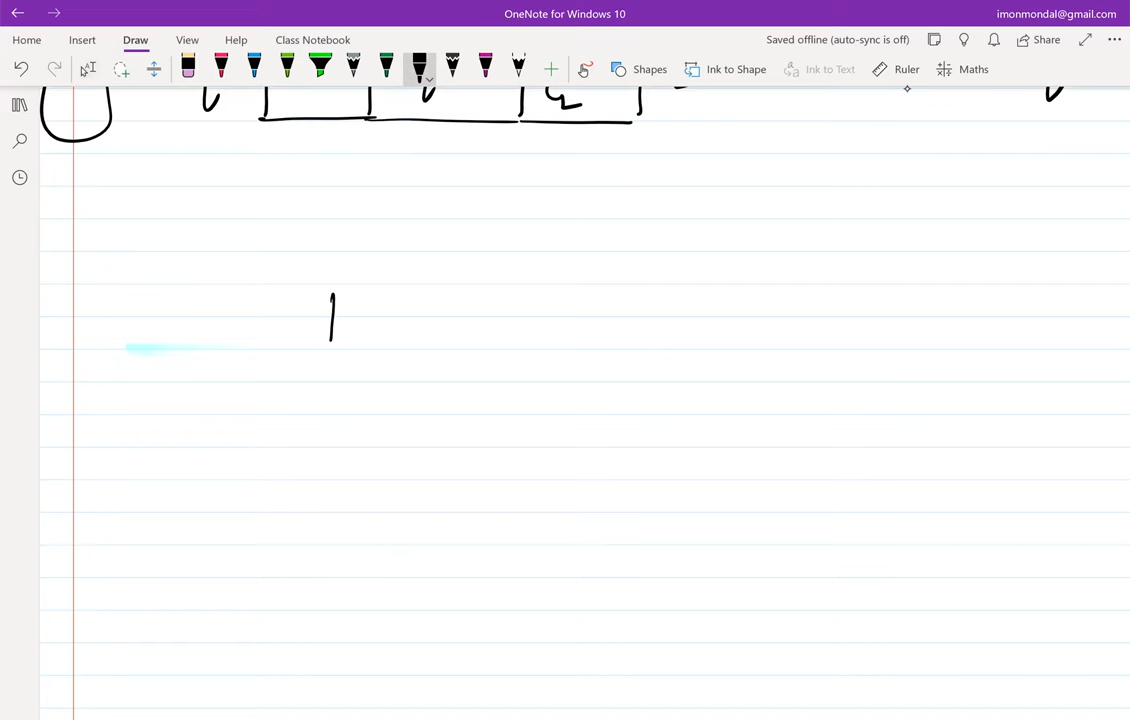 OneNote for Windows 10
imonmondal@gmail.com
Home Insert Draw View Help Class Notebook
Saved offline (auto-sync is off) Share
Shapes Ink to Shape Ink to Text Ruler Maths